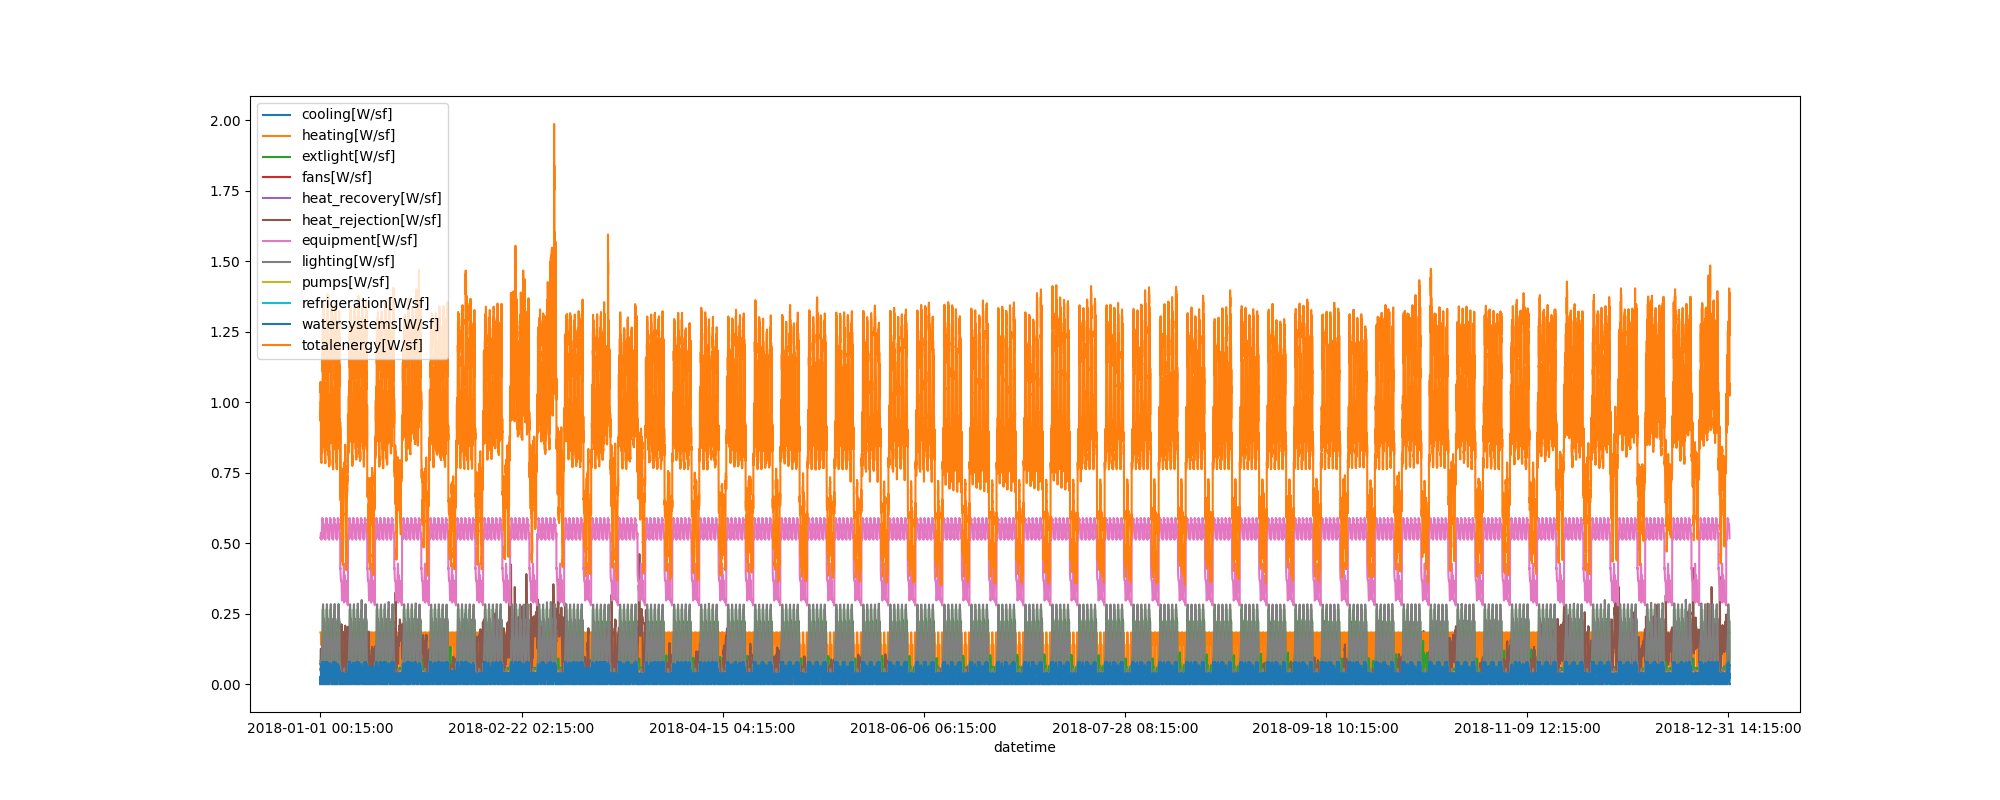 2.00
1.75
1.50
1.25
1.00
0.75
0.50
0.25
0.00
cooling[W/sf]
heating[W/sf]
extlight[W/sf]
fans[W/sf]
heat_recovery[W/sf]
heat_rejection[W/sf]
equipment[W/sf]
lighting[W/sf]
pumps[W/sf]
refrigeration[W/sf]
watersystems[W/sf]
totalenergy[W/sf]
2018-01-01 00:15:00 2018-02-22 02:15:00 2018-04-15 04:15:00 2018-06-06 06:15:00 2018-07-28 08:15:00 2018-09-18 10:15:00 2018-11-09 12:15:00 2018-12-31 14:15:00
datetime